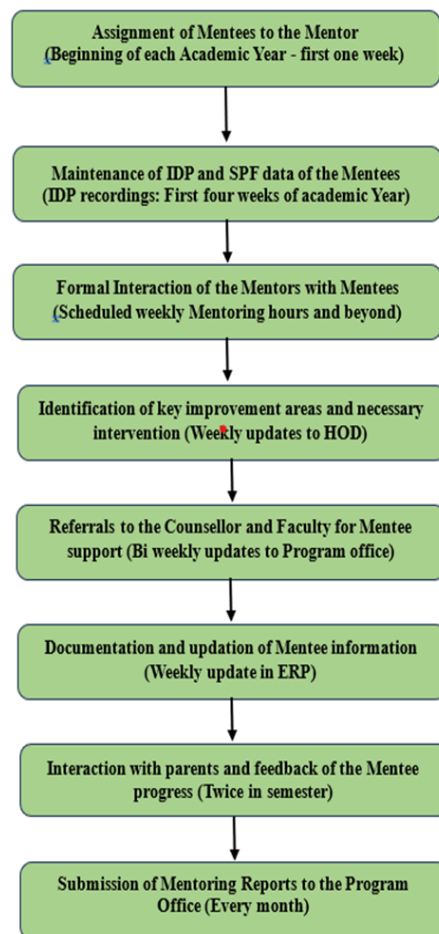 Assignment of Mentees to the Mentor
(Beginning of each Academic Year - first one week)
Maintenance of IDP and SPF data of the Mentees
(IDP recordings: First four weeks of academic Year)
Formal Interaction of the Mentors with Mentees
(Scheduled weekly Mentoring hours and beyond)
Identification of key improvement areas and necessary
intervention (Weekly updates to HOD)
Referrals to the Counsellor and Faculty for Mentee
support (Bi weekly updates to Program office)
Documentation and updation of Mentee information
(Weekly update in ERP)
Interaction with parents and feedback of the Mentee
progress (Twice in semester)
Submission of Mentoring Reports to the Program
Office (Every month)